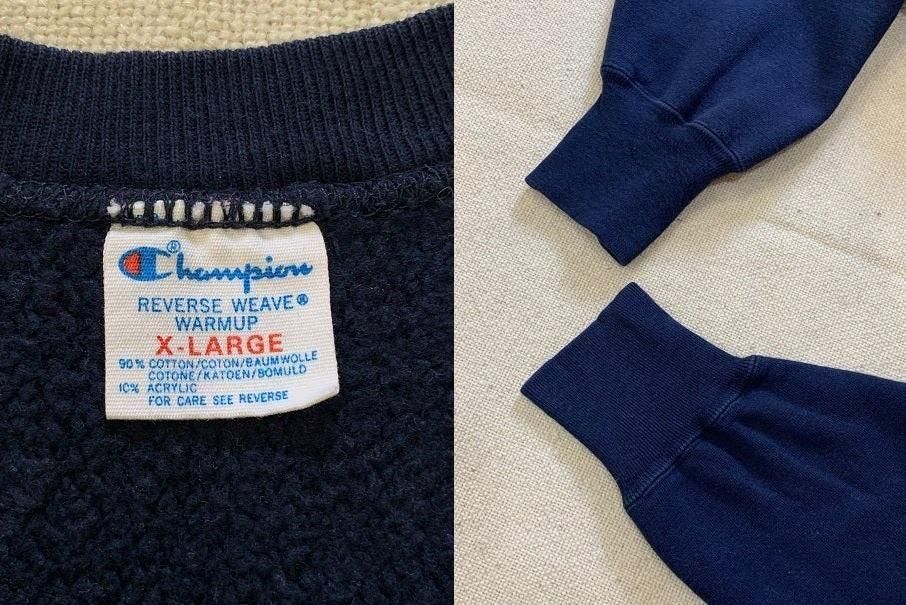 Champion®
REVERSE WEAVE®
WARMUP
X-LARGE
90% COTTON/COTON/BAUMWOLLE
COTONE/KATOEN/BOMULD
10% ACRYLIC
FOR CARE SEE REVERSE